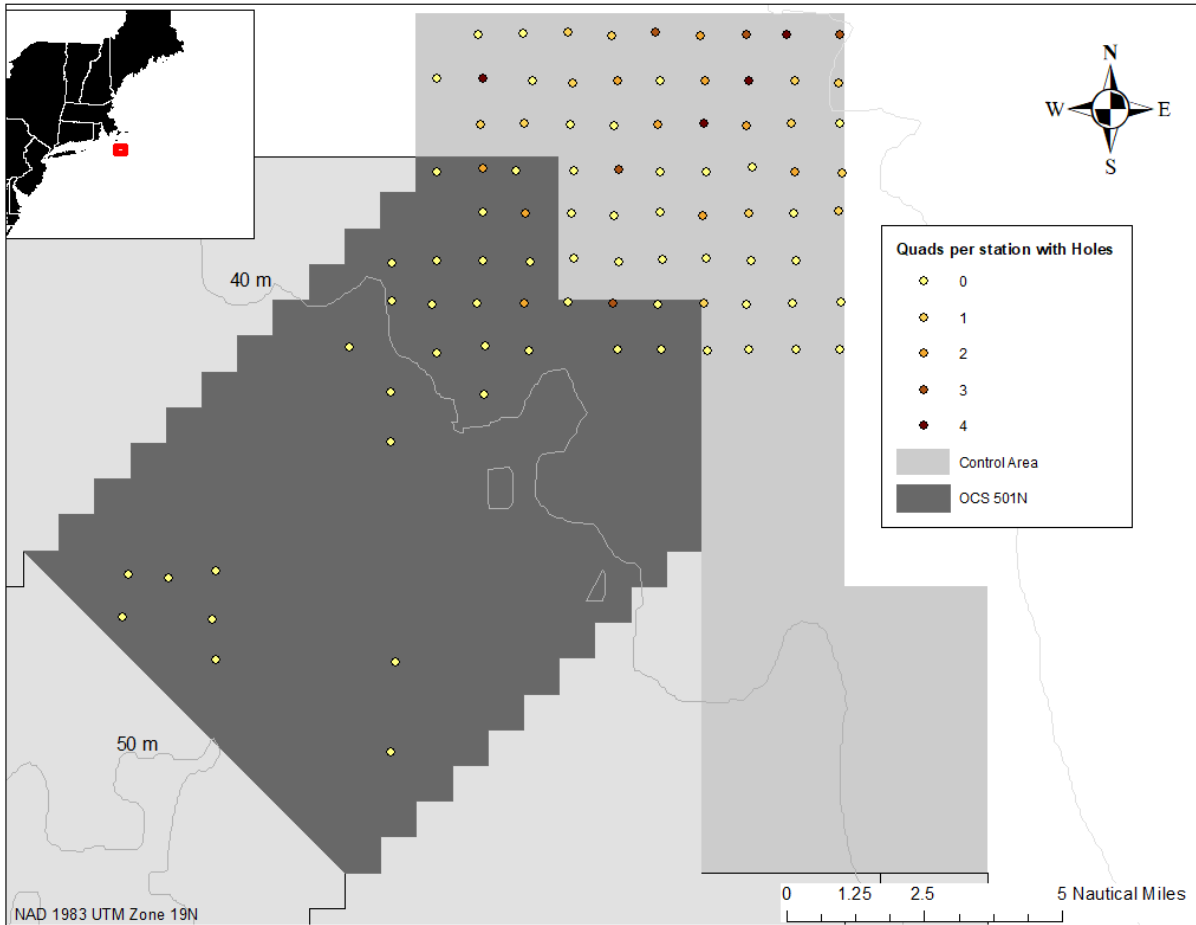 N
W E
S
Quads per station with Holes
0
1
2
3
4
Control Area
OCS 501N
40 m
50 m
0 1.25 2.5 5 Nautical Miles
NAD 1983 UTM Zone 19N